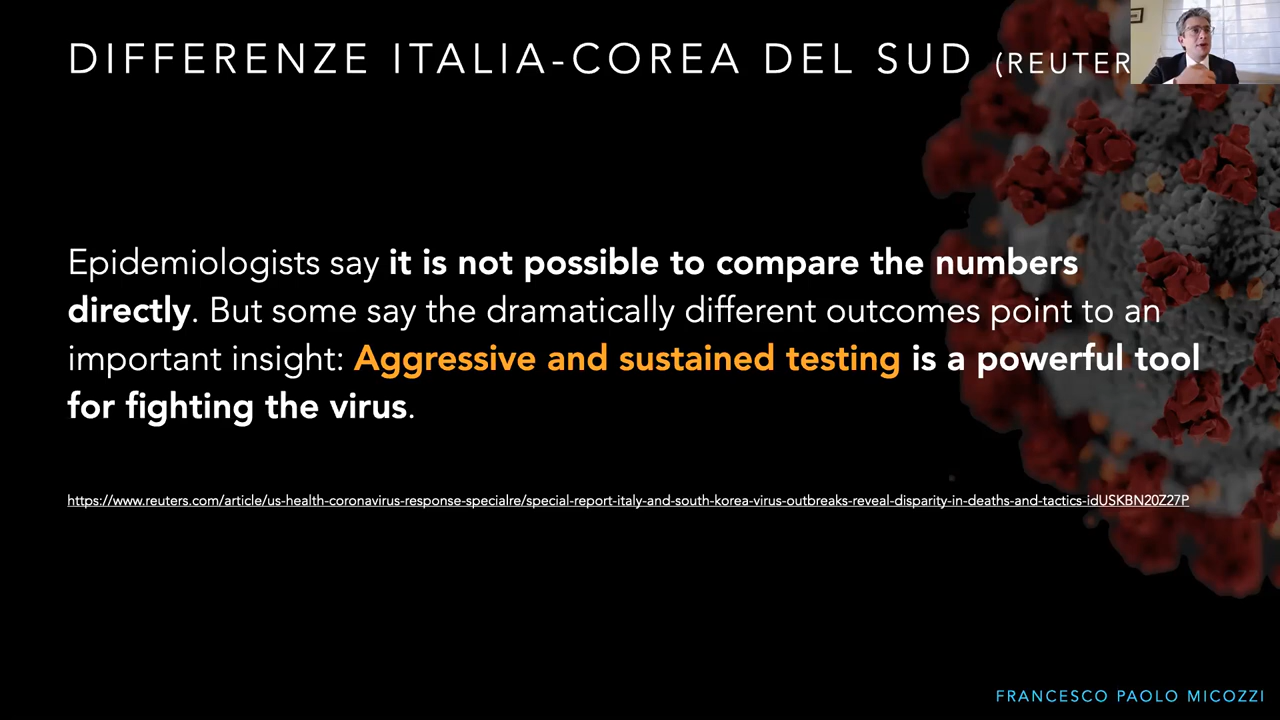 DIFFERENZE ITALIA-COREA DEL SUD (REUTER
Epidemiologists say it is not possible to compare the numbers
directly. But some say the dramatically different outcomes point to an
important insight: Aggressive and sustained testing is a powerful tool
for fighting the virus.
https://www.reuters.com/article/us-health-coronavirus-response-specialre/special-report-italy-and-south-korea-virus-outbreaks-reveal-disparity-in-deaths-and-tactics-idUSKBN20Z27P
FRANCESCO PAOLO MICOZZI